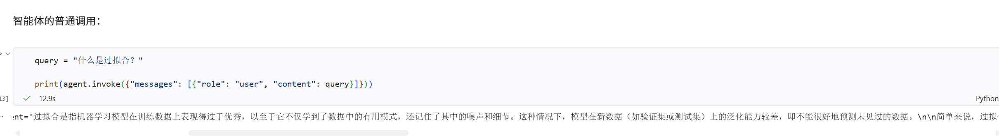 智能体的普通调用：
query = "什么是过拟合？"
print(agent.invoke({"messages": [{"role": "user", "content": query}]}))
13]
12.9s
Python
ent='过拟合是指机器学习模型在训练数据上表现得过于优秀，以至于它不仅学到了数据中的有用模式，还记住了其中的噪声和细节。这种情况下，模型在新数据（如验证集或测试集）上的泛化能力较差，即不能很好地预测未见过的数据。\n\n简单来说，过拟